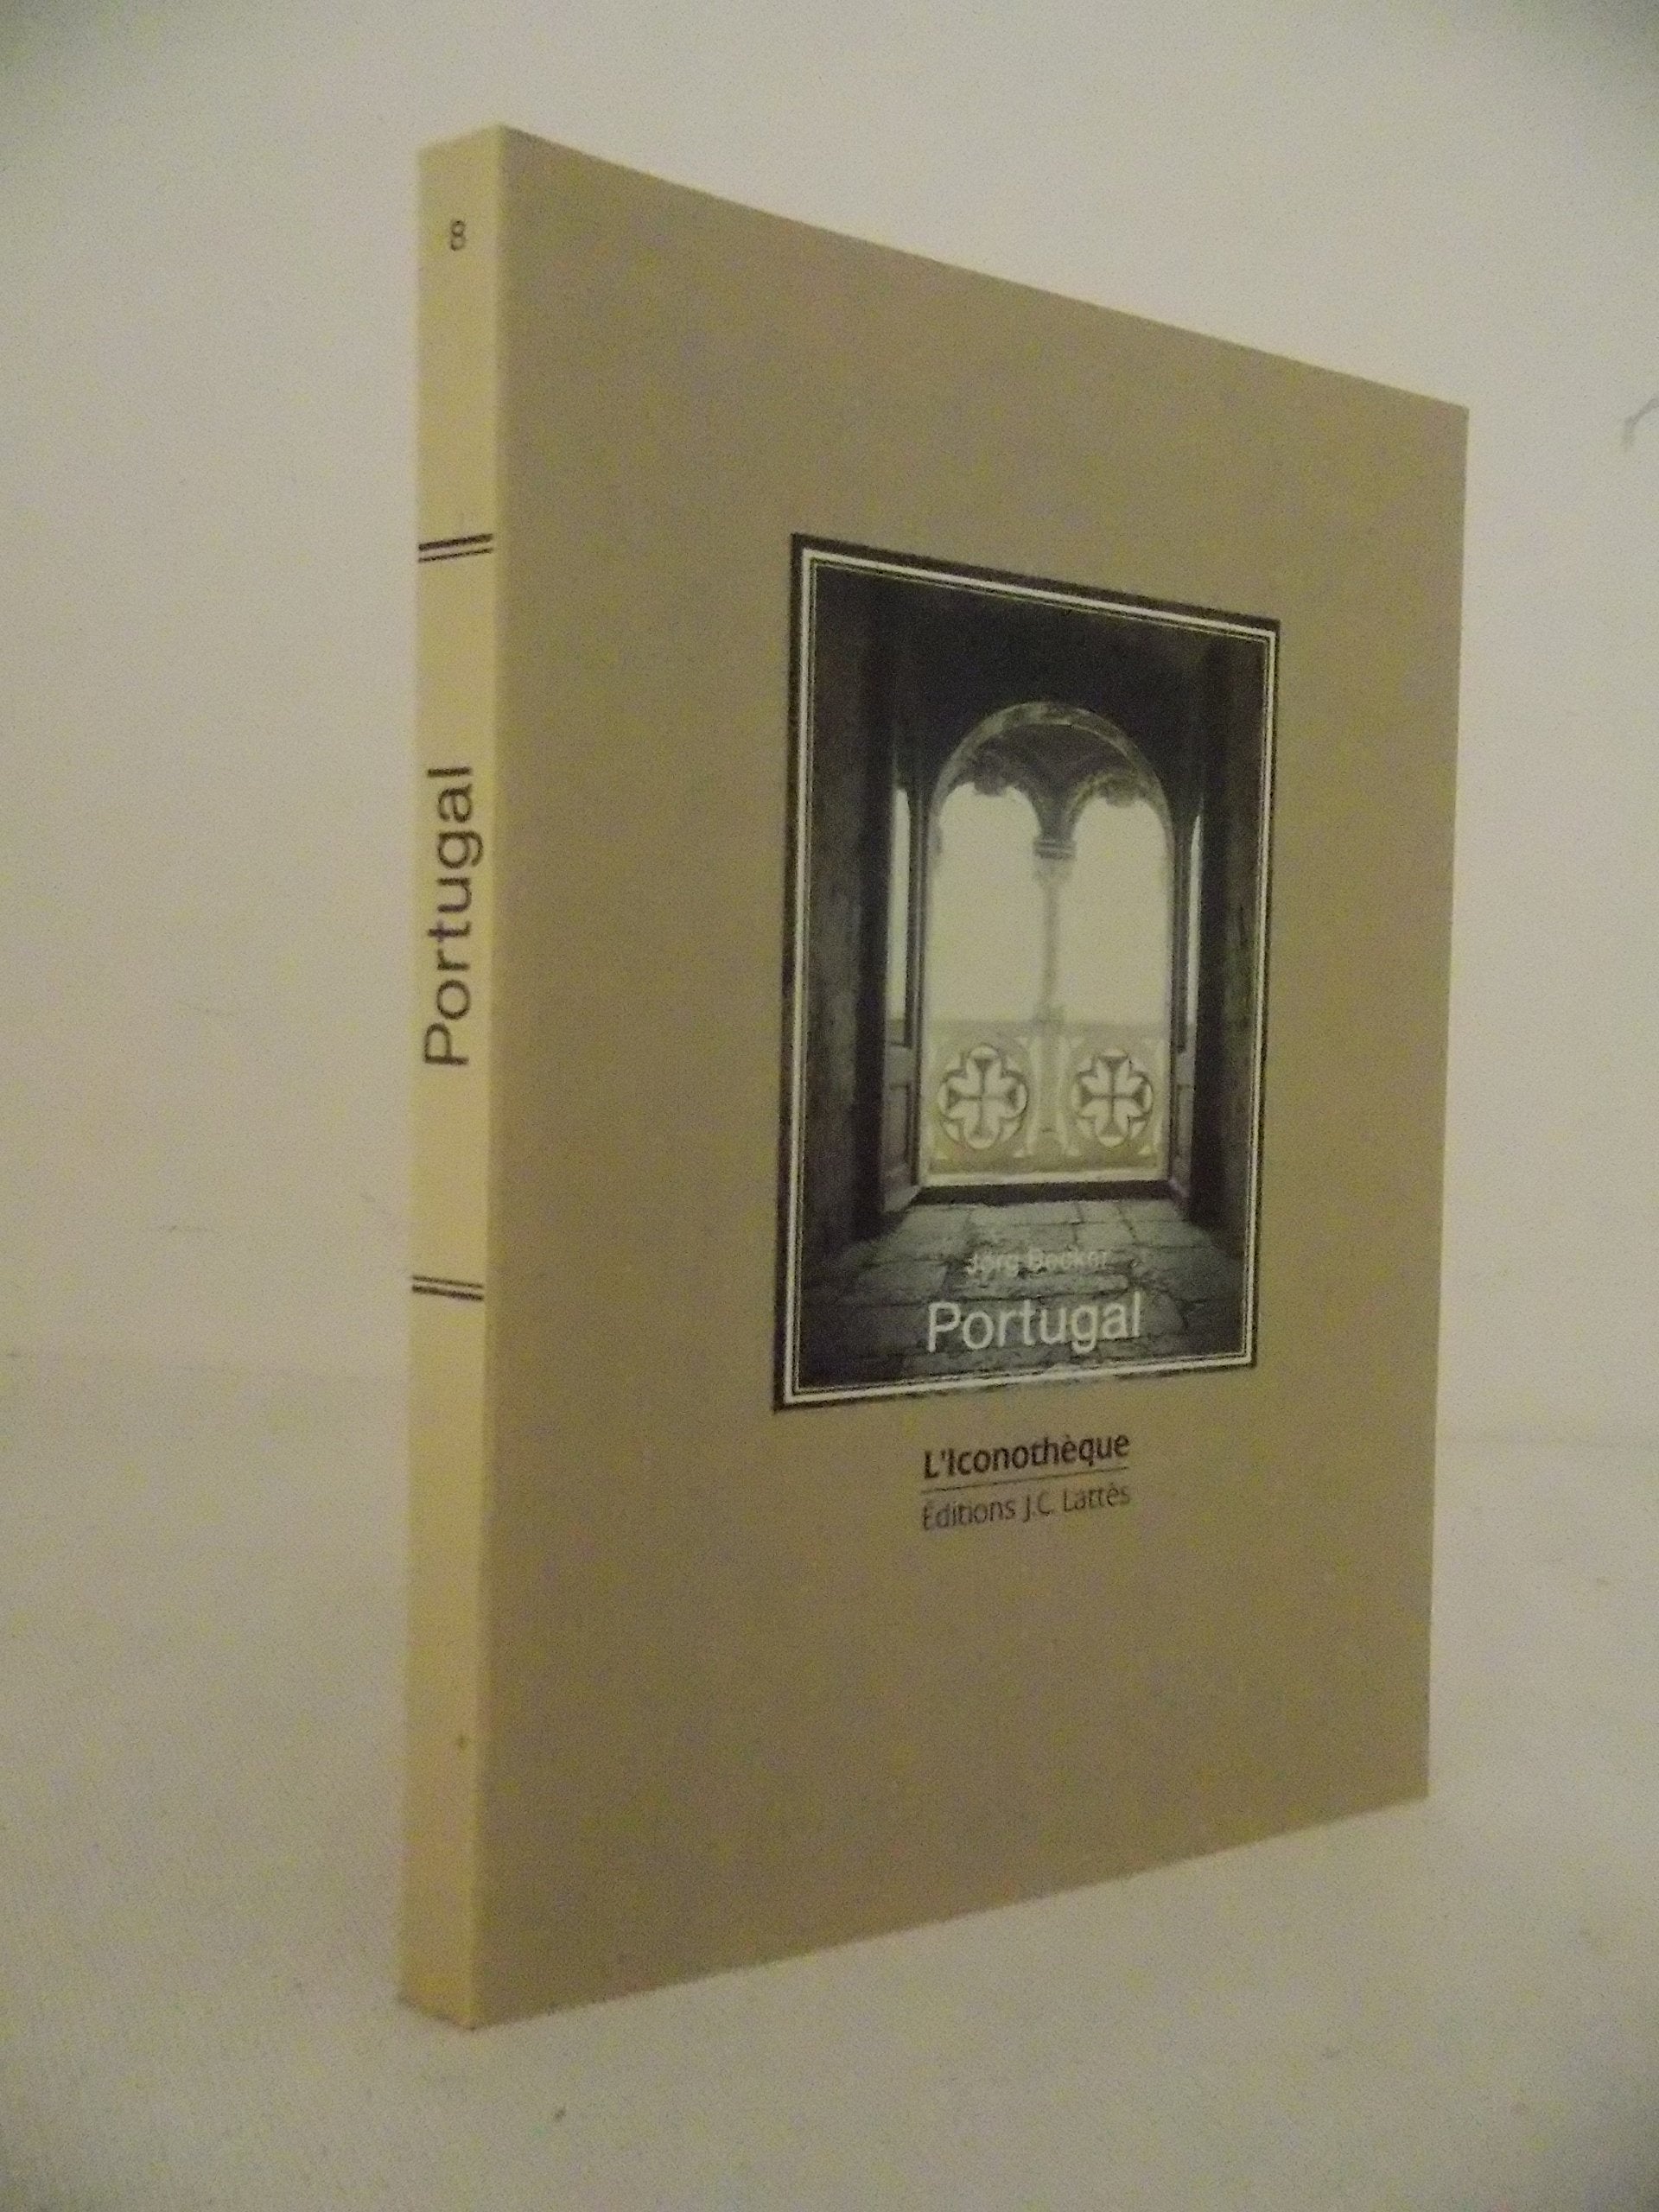 8
Portugal
Jörg Becker
Portugal
L'Iconothèque
Éditions J.C. Lattès